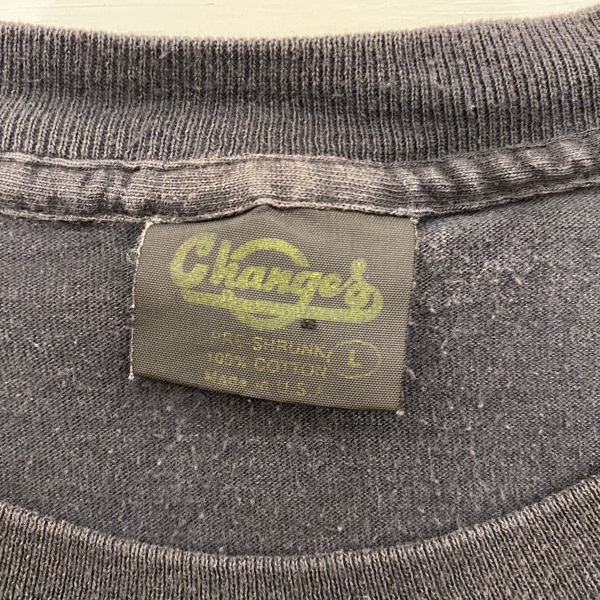 Changes
PRE-SHRUNK
L
100% COTTON
Made in U.S.A.